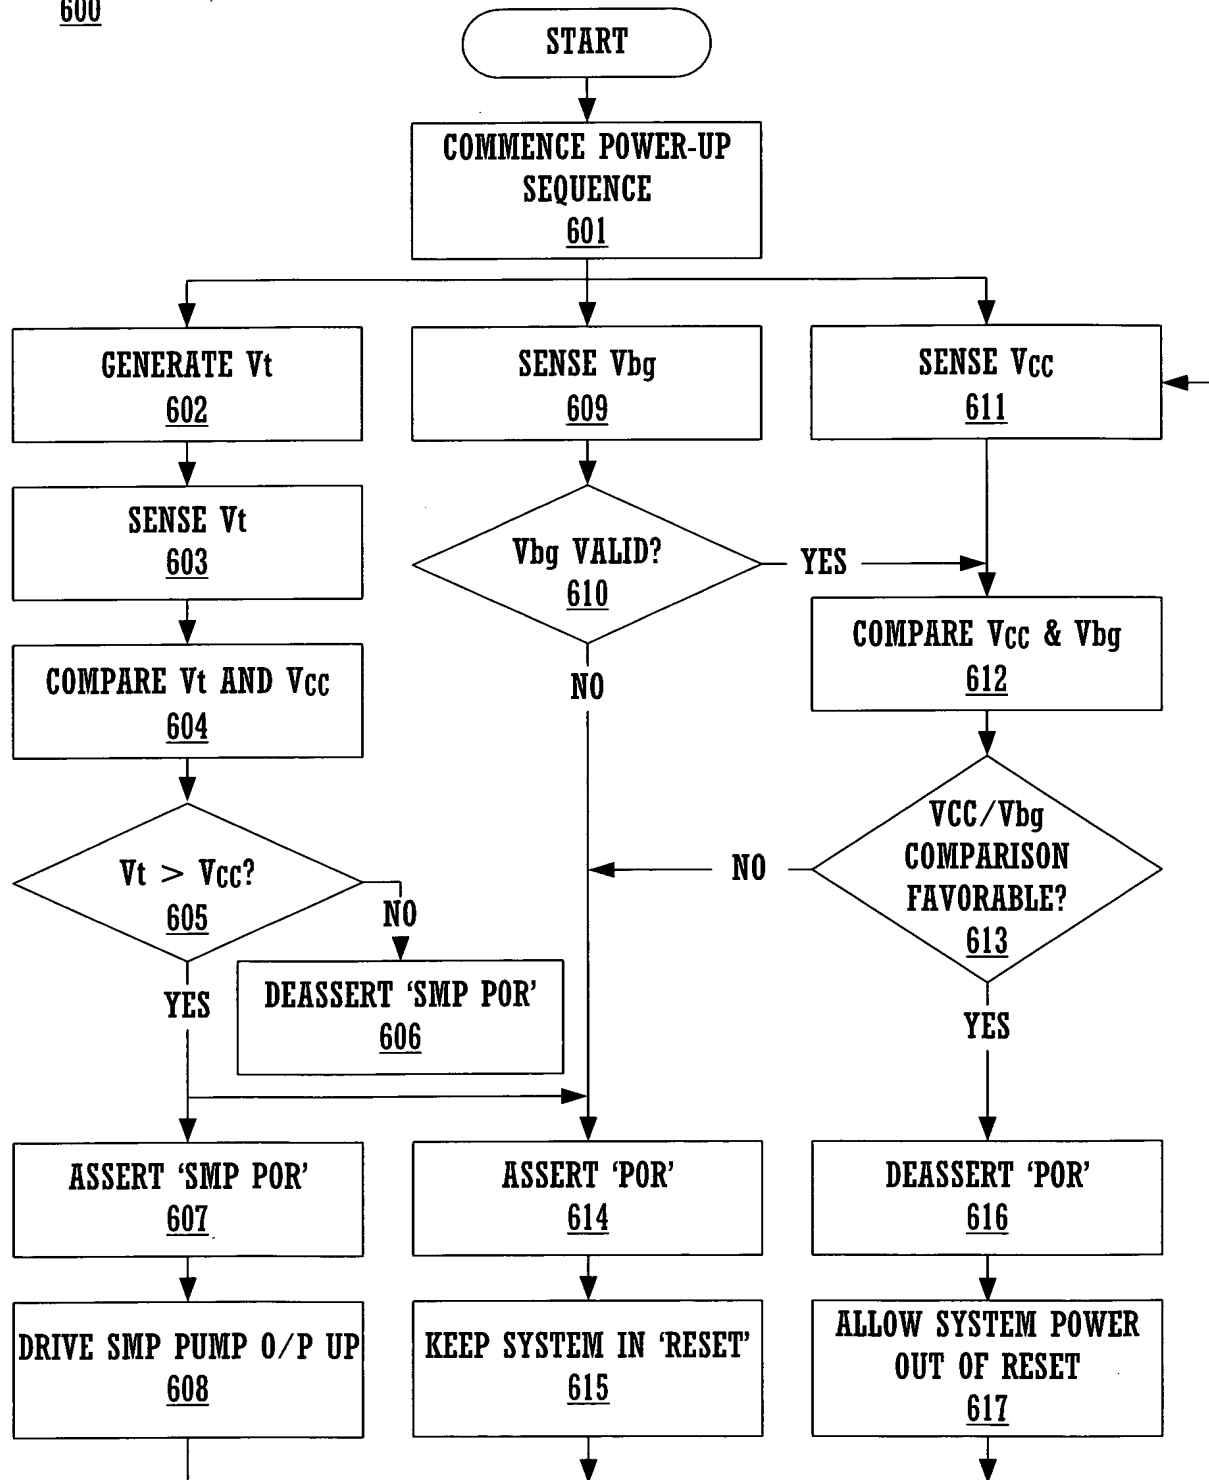 600
START
COMMENCE POWER-UP
SEQUENCE
601
GENERATE Vt
602
SENSE Vbg
609
SENSE VCC
611
SENSE Vt
603
Vbg VALID?
610
YES
NO
COMPARE Vt AND VCC
604
COMPARE VCC & Vbg
612
Vt > VCC?
605
NO
YES
DEASSERT ‘SMP POR’
606
VCC/Vbg
COMPARISON
FAVORABLE?
613
NO
YES
ASSERT ‘SMP POR’
607
ASSERT ‘POR’
614
DEASSERT ‘POR’
616
DRIVE SMP PUMP O/P UP
608
KEEP SYSTEM IN ‘RESET’
615
ALLOW SYSTEM POWER
OUT OF RESET
617